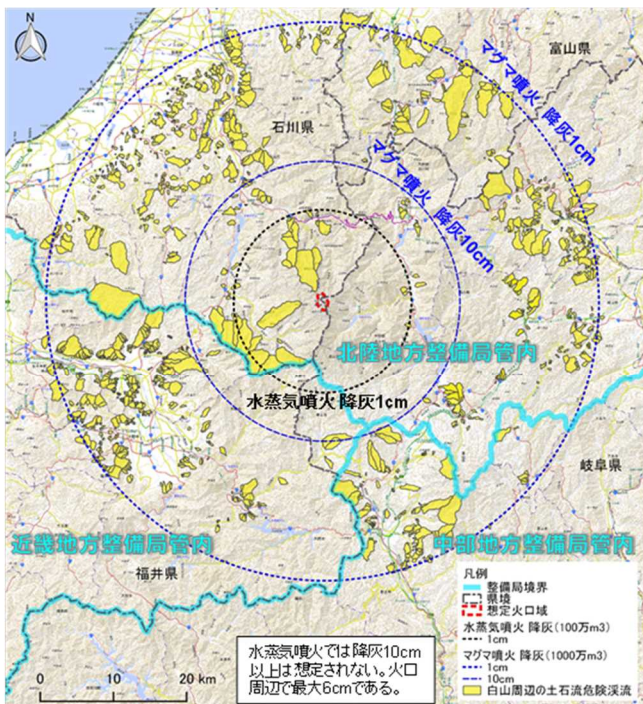 N
富山県
マグマ噴火 降灰1cm
石川県
マグマ噴火 降灰10cm
北陸地方整備局管内
水蒸気噴火 降灰1cm
岐阜県
近畿地方整備局管内
中部地方整備局管内
福井県
凡例
整備局境界
県境
想定火口域
水蒸気噴火 降灰(100万m3)
1cm
マグマ噴火 降灰(1000万m3)
1cm
10cm
白山周辺の土石流危険渓流
水蒸気噴火では降灰10cm
以上は想定されない。火口
周辺で最大6cmである。
0 10 20 km